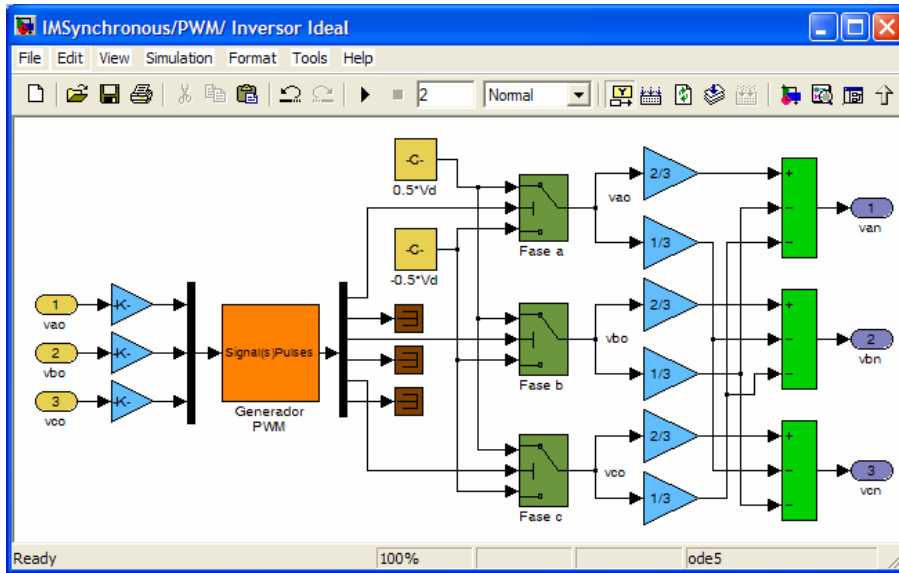 IMSynchronous/PWM/ Inversor Ideal
File Edit View Simulation Format Tools Help
2 Normal
-C-
0.5*Vd
-C-
-0.5*Vd
1
vao
2
vbo
3
vco
-K-
-K-
-K-
Signal(s)Pulses
Generador
PWM
Fase a
Fase b
Fase c
vao
2/3
1/3
vbo
2/3
1/3
vco
2/3
1/3
+
-
-
+
-
-
+
-
-
1
van
2
vbn
3
vcn
Ready 100% ode5